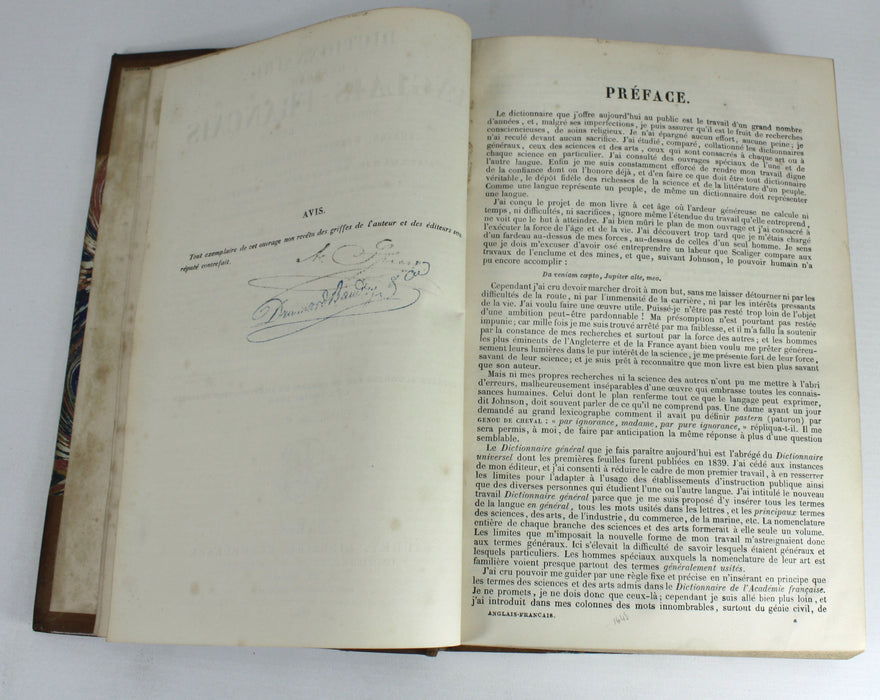 AVIS.
Tout exemplaire de cet ouvrage non revêtu des griffes de l'auteur et des éditeurs sera
réputé contrefait.
PRÉFACE.
Le dictionnaire que j'offre aujourd'hui au public est le travail d'un grand nombre
d'années, et, malgré ses imperfections, je puis assurer qu'il est le fruit de recherches
consciencieuses, de soins religieux. Je n'ai épargné aucun effort, aucune peine; je
n'ai reculé devant aucun sacrifice. J'ai étudié, comparé, collationné les dictionnaires
généraux, ceux des sciences et des arts, ceux qui sont consacrés à chaque art ou à
chaque science en particulier. J'ai consulté des ouvrages spéciaux de l'une et de
l'autre langue. Enfin je me suis constamment efforcé de rendre mon travail digne
de la confiance dont on l'honore déjà, et d'en faire ce que doit être tout dictionnaire
véritable, le dépôt fidèle des richesses de la science et de la littérature d'un peuple.
Comme une langue représente un peuple, de même un dictionnaire doit représenter
une langue.
J'ai conçu le projet de mon livre à cet âge où l'ardeur généreuse ne calcule ni
temps, ni difficultés, ni sacrifices, ignore même l'étendue du travail qu'elle entreprend,
ne voit que le but à atteindre. J'ai bien mûri le plan de mon ouvrage et j'ai consacré à
l'exécuter la force de l'âge et de la vie. J'ai découvert trop tard que je m'étais chargé
d'un fardeau au-dessus de mes forces, au-dessus de celles d'un seul homme. Je sens
que je dois m'excuser d'avoir osé entreprendre un labeur que Scaliger compare aux
travaux de l'enclume et des mines, et que, suivant Johnson, le pouvoir humain n'a
pu encore accomplir :
Da veniam cœpto, Jupiter alte, meo.
Cependant j'ai cru devoir marcher droit à mon but, sans me laisser détourner ni par les
difficultés de la route, ni par l'immensité de la carrière, ni par les intérêts pressants
de la vie. J'ai voulu faire une œuvre utile. Puissé-je n'être pas resté trop loin de l'objet
d'une ambition peut-être pardonnable ! Ma présomption n'est pourtant pas restée
impunie; car mille fois je me suis trouvé arrêté par ma faiblesse, et il m'a fallu la soutenir
par la constance de mes recherches et surtout par la force des autres; et les hommes
les plus éminents de l'Angleterre et de la France ayant bien voulu me prêter généreu-
sement leurs lumières dans le pur intérêt de la science, je me présente fort de leur force,
savant de leur science; et je suis prêt à reconnaître que mon livre est bien plus savant
que son auteur.
Mais ni mes propres recherches ni la science des autres n'ont pu me mettre à l'abri
d'erreurs, malheureusement inséparables d'une œuvre qui embrasse toutes les connais-
sances humaines. Celui dont le plan renferme tout ce que le langage peut exprimer,
dit Johnson, doit souvent parler de ce qu'il ne comprend pas. Une dame ayant un jour
demandé au grand lexicographe comment il avait pu définir pastern (paturon) par
GENOU DE CHEVAL : « par ignorance, madame, par pure ignorance, » répliqua-t-il. Il me
sera permis, à moi, de faire par anticipation la même réponse à plus d'une question
semblable.
Le Dictionnaire général que je fais paraître aujourd'hui est l'abrégé du Dictionnaire
universel dont les premières feuilles furent publiées en 1839. J'ai cédé aux instances
de mon éditeur, et j'ai consenti à réduire le cadre de mon premier travail, à en resserrer
les limites pour l'adapter à l'usage des établissements d'instruction publique ainsi
que des diverses personnes qui étudient l'une ou l'autre langue. J'ai intitulé le nouveau
travail Dictionnaire général parce que je me suis proposé d'y insérer tous les termes
de la langue en général, tous les mots usités dans les lettres, et les principaux termes
des sciences, des arts, de l'industrie, du commerce, de la marine, etc. La nomenclature
entière de chaque branche des sciences et des arts formerait à elle seule un volume.
Les limites que m'imposait la nouvelle forme de mon travail m'astreignaient donc
aux termes généraux. Ici s'élevait la difficulté de savoir lesquels étaient généraux et
lesquels particuliers. Les hommes spéciaux auxquels la nomenclature de leur art est
familière voient presque partout des termes généralement usités.
J'ai cru pouvoir me guider par une règle fixe et précise en n'insérant en principe que
les termes des sciences et des arts admis dans le Dictionnaire de l'Académie française.
Je ne promets, je ne dois donc que ceux-là; cependant je suis allé bien plus loin, et
j'ai introduit dans mes colonnes des mots innombrables, surtout du génie civil, de
ANGLAIS-FRANÇAIS.
a